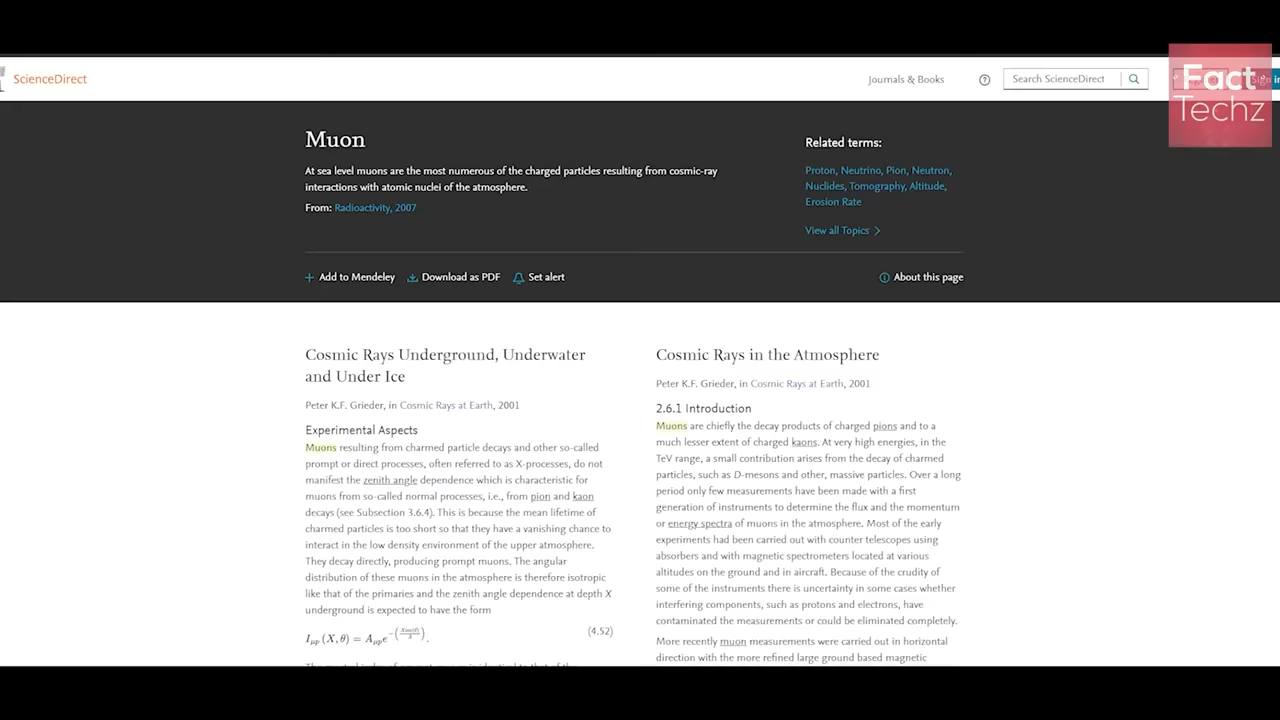 ScienceDirect
Journals & Books
Search ScienceDirect
Sign in
Fact
Techz
Muon
At sea level muons are the most numerous of the charged particles resulting from cosmic-ray
interactions with atomic nuclei of the atmosphere.
From: Radioactivity, 2007
Related terms:
Proton, Neutrino, Pion, Neutron,
Nuclides, Tomography, Altitude,
Erosion Rate
View all Topics
Add to Mendeley
Download as PDF
Set alert
About this page
Cosmic Rays Underground, Underwater
and Under Ice
Peter K.F. Grieder, in Cosmic Rays at Earth, 2001
Experimental Aspects
Muons resulting from charmed particle decays and other so-called
prompt or direct processes, often referred to as X-processes, do not
manifest the zenith angle dependence which is characteristic for
muons from so-called normal processes, i.e., from pion and kaon
decays (see Subsection 3.6.4). This is because the mean lifetime of
charmed particles is too short so that they have a vanishing chance to
interact in the low density environment of the upper atmosphere.
They decay directly, producing prompt muons. The angular
distribution of these muons in the atmosphere is therefore isotropic
like that of the primaries and the zenith angle dependence at depth X
underground is expected to have the form
(4.52)
Cosmic Rays in the Atmosphere
Peter K.F. Grieder, in Cosmic Rays at Earth, 2001
2.6.1 Introduction
Muons are chiefly the decay products of charged pions and to a
much lesser extent of charged kaons. At very high energies, in the
TeV range, a small contribution arises from the decay of charmed
particles, such as D-mesons and other, massive particles. Over a long
period only few measurements have been made with a first
generation of instruments to determine the flux and the momentum
or energy spectra of muons in the atmosphere. Most of the early
experiments had been carried out with counter telescopes using
absorbers and with magnetic spectrometers located at various
altitudes on the ground and in aircraft. Because of the crudity of
some of the instruments there is uncertainty in some cases whether
interfering components, such as protons and electrons, have
contaminated the measurements or could be eliminated completely.
More recently muon measurements were carried out in horizontal
direction with the more refined large ground based magnetic